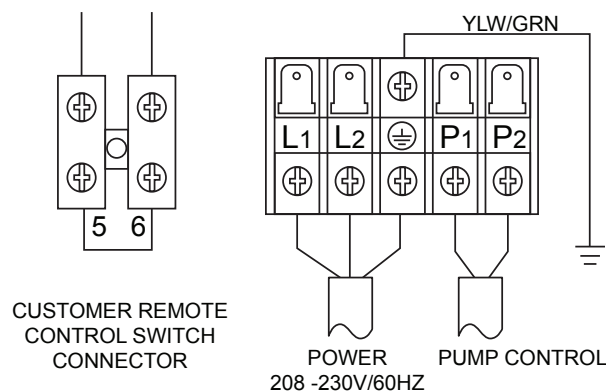 YLW/GRN
L1 L2 P1 P2
5 6
CUSTOMER REMOTE
CONTROL SWITCH
CONNECTOR
POWER
208 -230V/60HZ
PUMP CONTROL